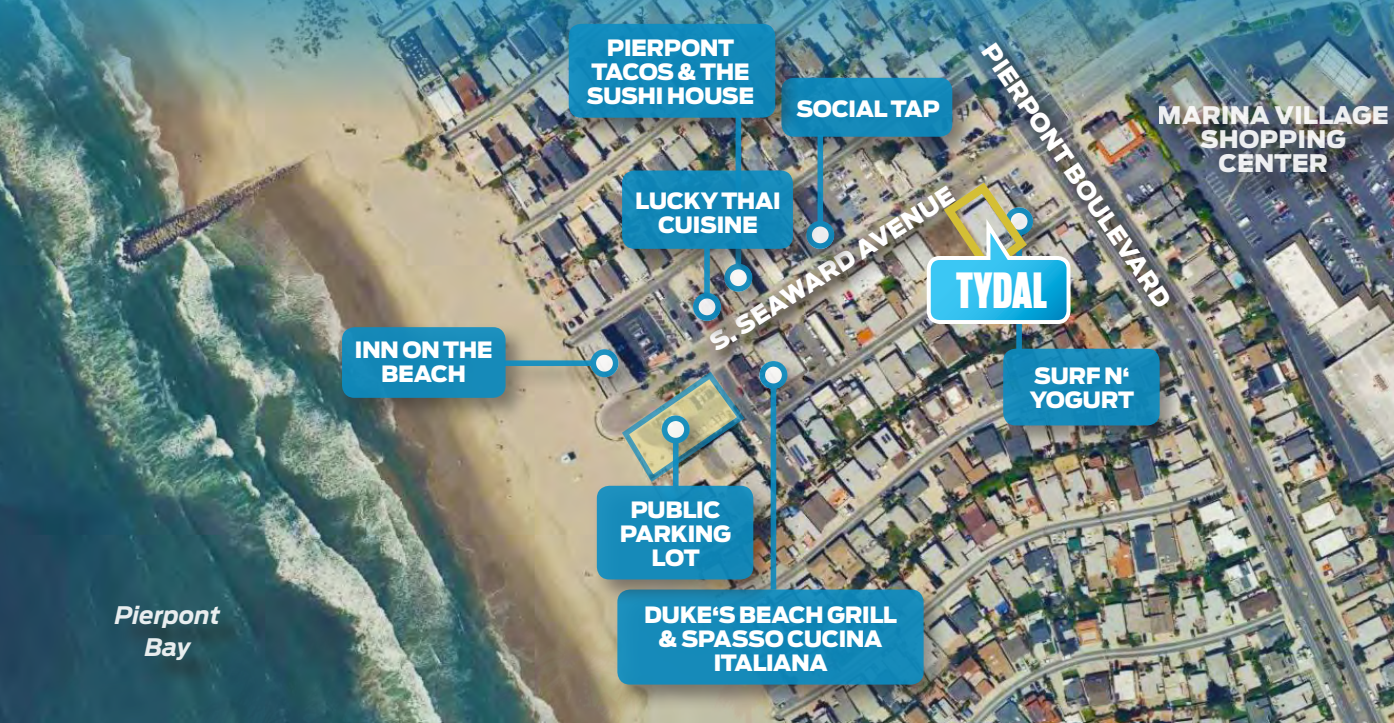 PIERPONT
TACOS & THE
SUSHI HOUSE
SOCIAL TAP
PIERPONT BOULEVARD
MARINA VILLAGE
SHOPPING
CENTER
LUCKY THAI
CUISINE
S. SEAWARD AVENUE
TYDAL
INN ON THE
BEACH
SURF N‘
YOGURT
PUBLIC
PARKING
LOT
DUKE‘S BEACH GRILL
& SPASSO CUCINA
ITALIANA
Pierpont
Bay